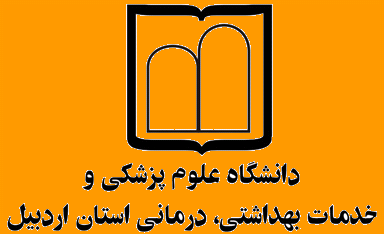 دانشگاه علوم پزشکی و
خدمات بهداشتی، درمانی استان اردبیل